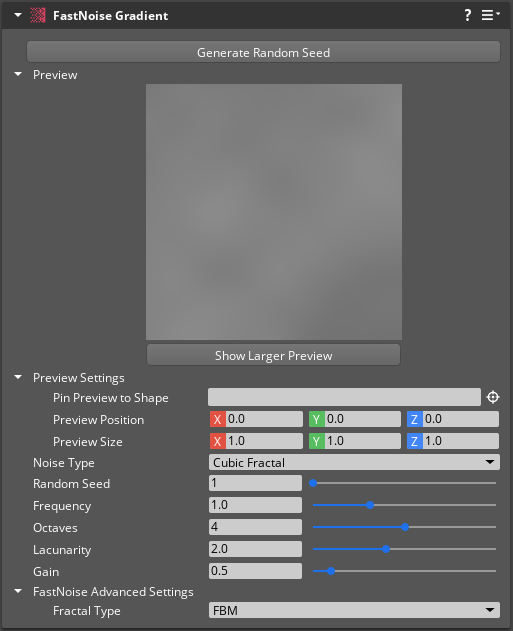 FastNoise Gradient ?
Generate Random Seed
Preview
Show Larger Preview
Preview Settings
Pin Preview to Shape
Preview Position X 0.0 Y 0.0 Z 0.0
Preview Size X 1.0 Y 1.0 Z 1.0
Noise Type Cubic Fractal
Random Seed 1
Frequency 1.0
Octaves 4
Lacunarity 2.0
Gain 0.5
FastNoise Advanced Settings
Fractal Type FBM